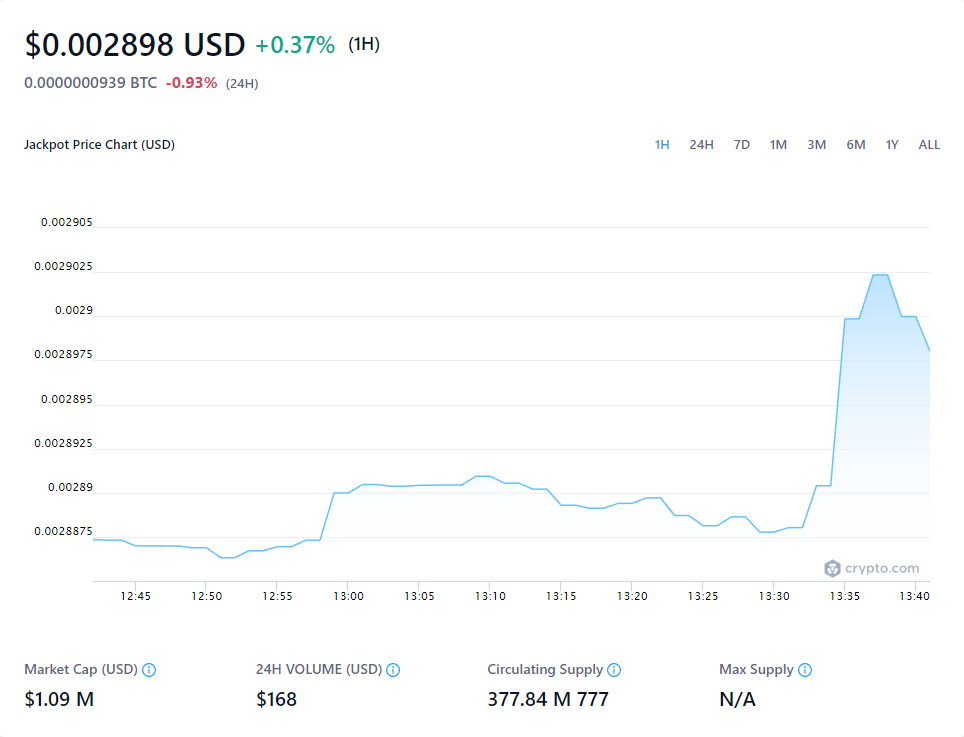 $0.002898 USD +0.37% (1H)
0.0000000939 BTC -0.93% (24H)
Jackpot Price Chart (USD) 1H 24H 7D 1M 3M 6M 1Y ALL
0.002905
0.0029025
0.0029
0.0028975
0.002895
0.0028925
0.00289
0.0028875
crypto.com
12:45 12:50 12:55 13:00 13:05 13:10 13:15 13:20 13:25 13:30 13:35 13:40
Market Cap (USD) 24H VOLUME (USD) Circulating Supply Max Supply
$1.09 M $168 377.84 M 777 N/A